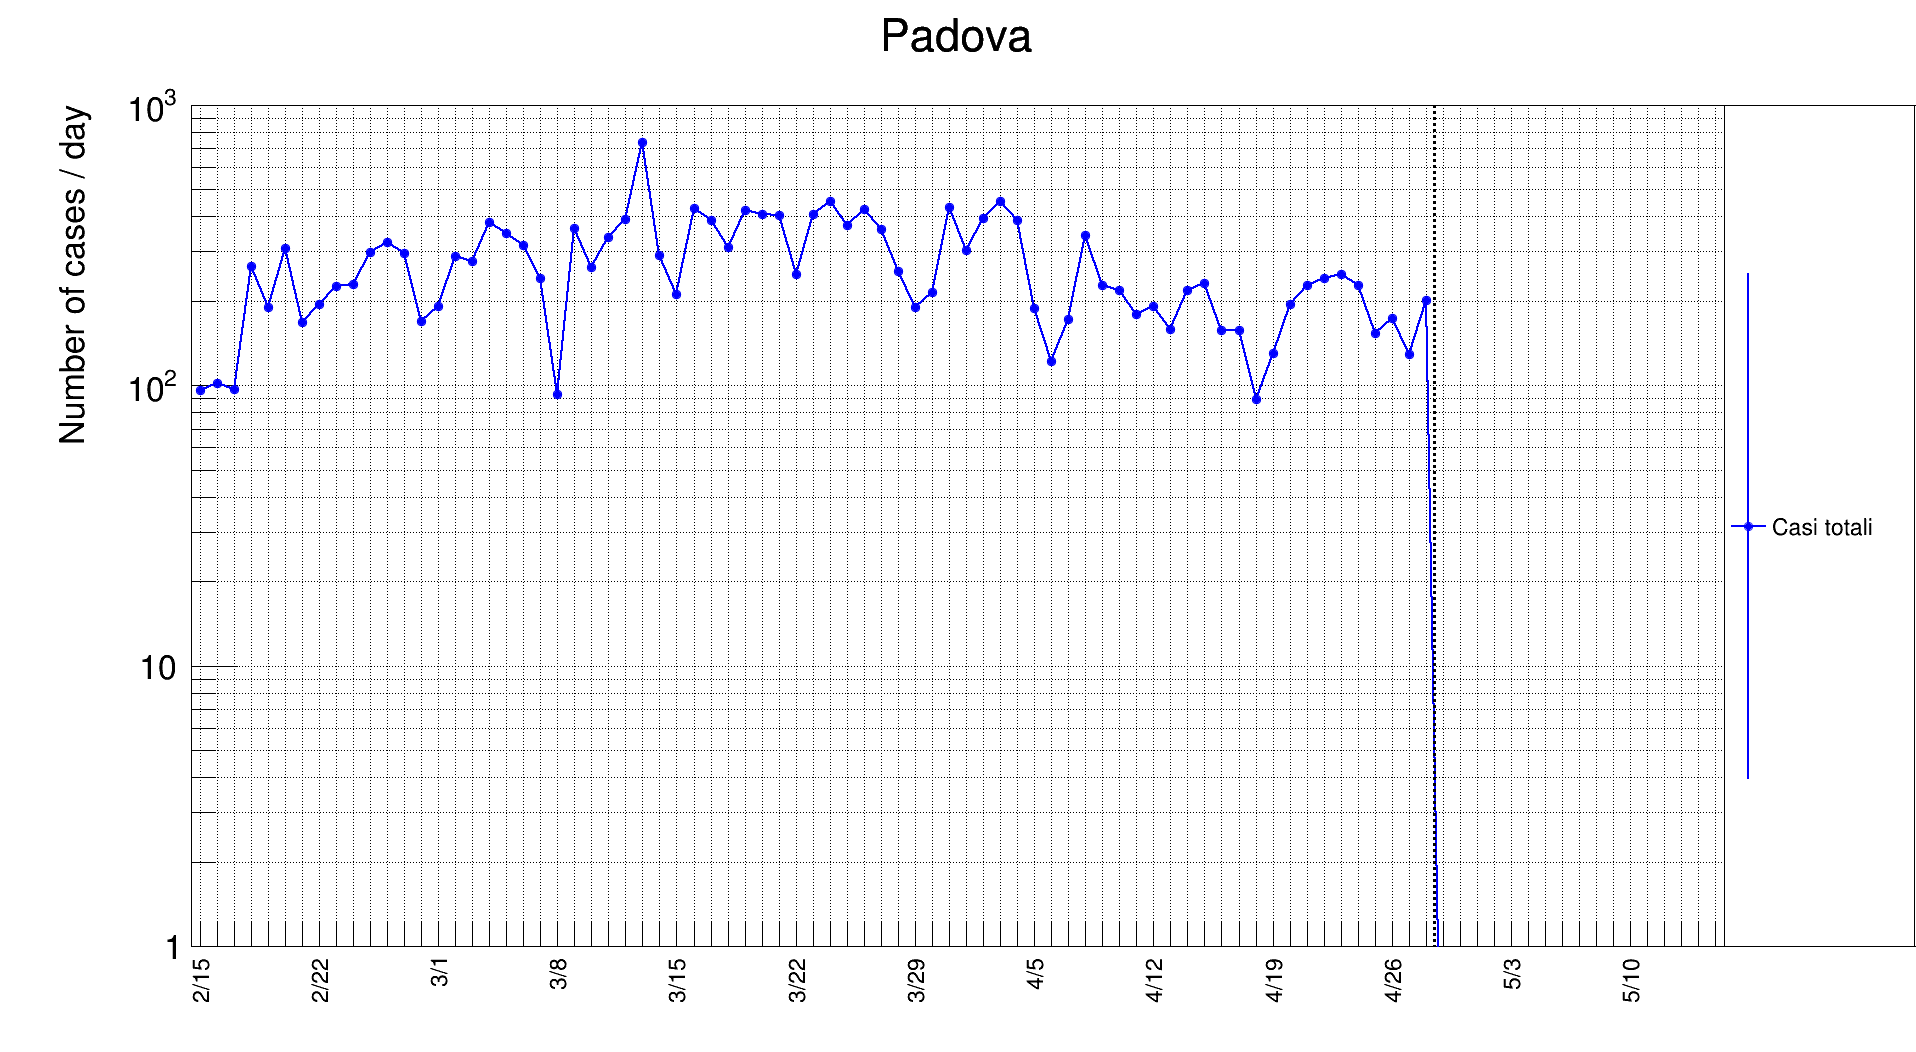 Padova
Number of cases / day
10³
10²
10
1
2/15 2/22 3/1 3/8 3/15 3/22 3/29 4/5 4/12 4/19 4/26 5/3 5/10
Casi totali